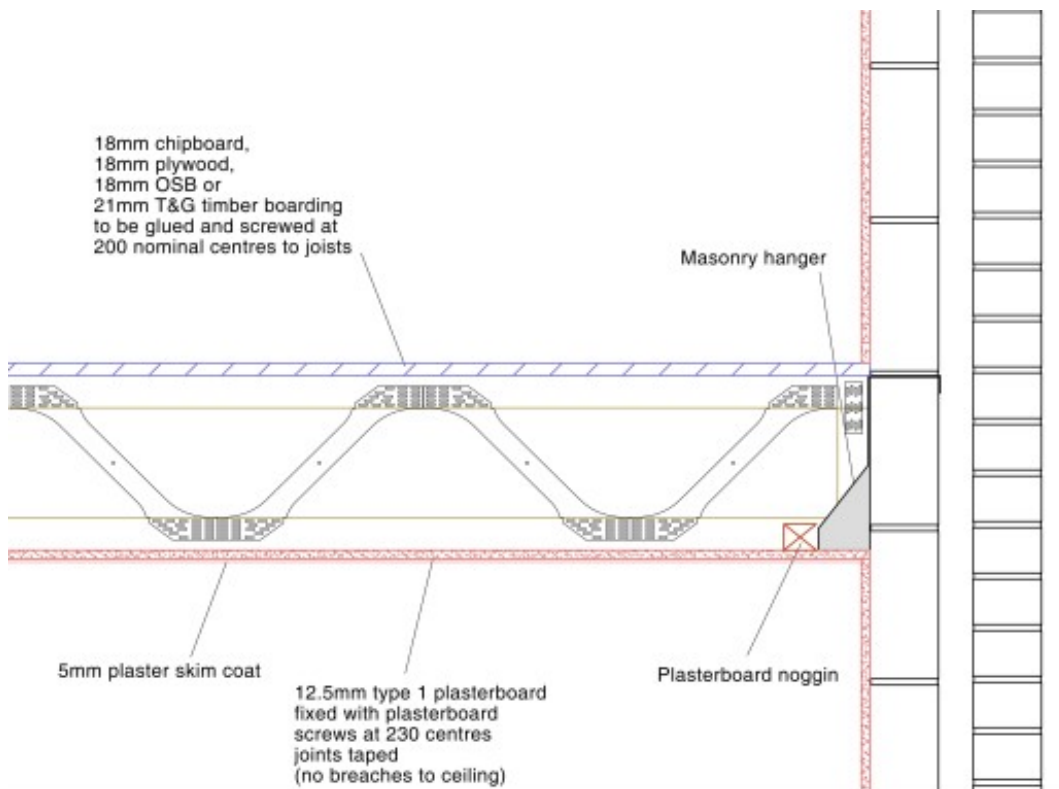 18mm chipboard,
18mm plywood,
18mm OSB or
21mm T&G timber boarding
to be glued and screwed at
200 nominal centres to joists
Masonry hanger
5mm plaster skim coat
12.5mm type 1 plasterboard
fixed with plasterboard
screws at 230 centres
joints taped
(no breaches to ceiling)
Plasterboard noggin